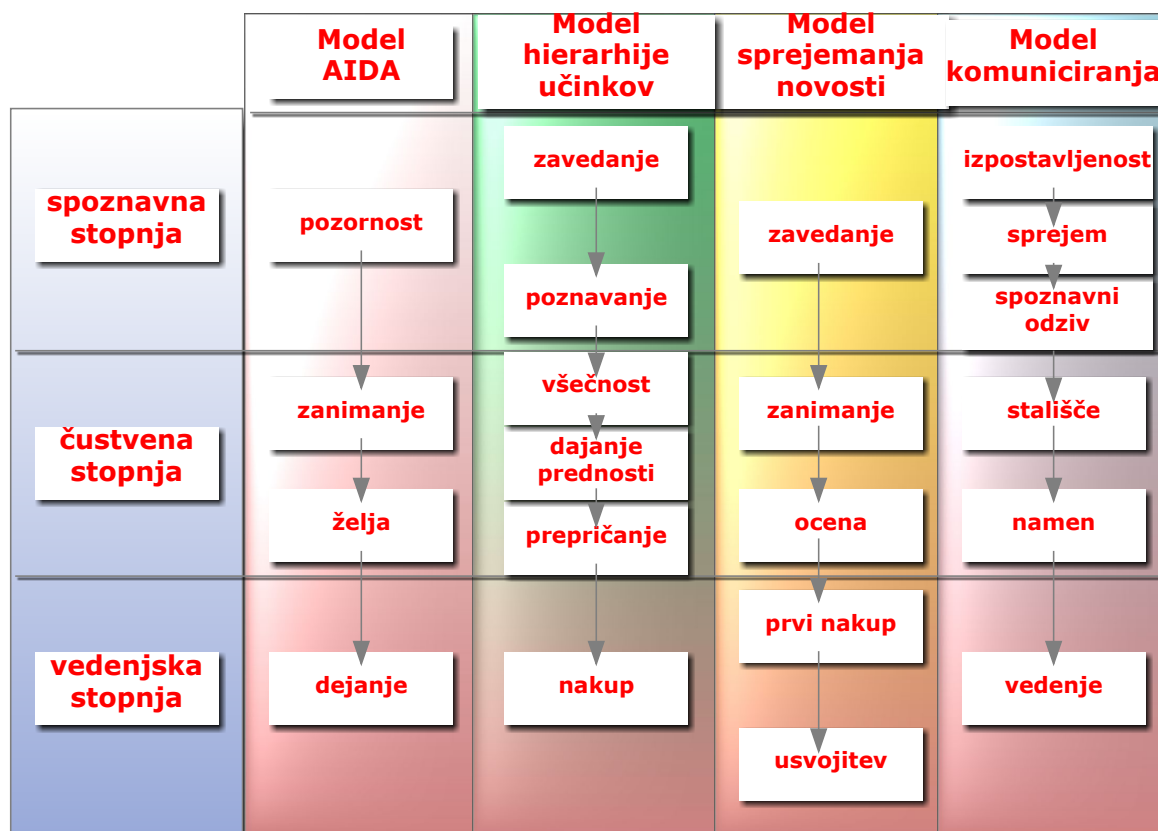 Model
AIDA
Model
hierarhije
učinkov
Model
sprejemanja
novosti
Model
komuniciranja
spoznavna
stopnja
pozornost
zavedanje
poznavanje
zavedanje
izpostavljenost
sprejem
spoznavni
odziv
čustvena
stopnja
zanimanje
želja
všečnost
dajanje
prednosti
prepričanje
zanimanje
ocena
stališče
namen
vedenjska
stopnja
dejanje
nakup
prvi nakup
usvojitev
vedenje